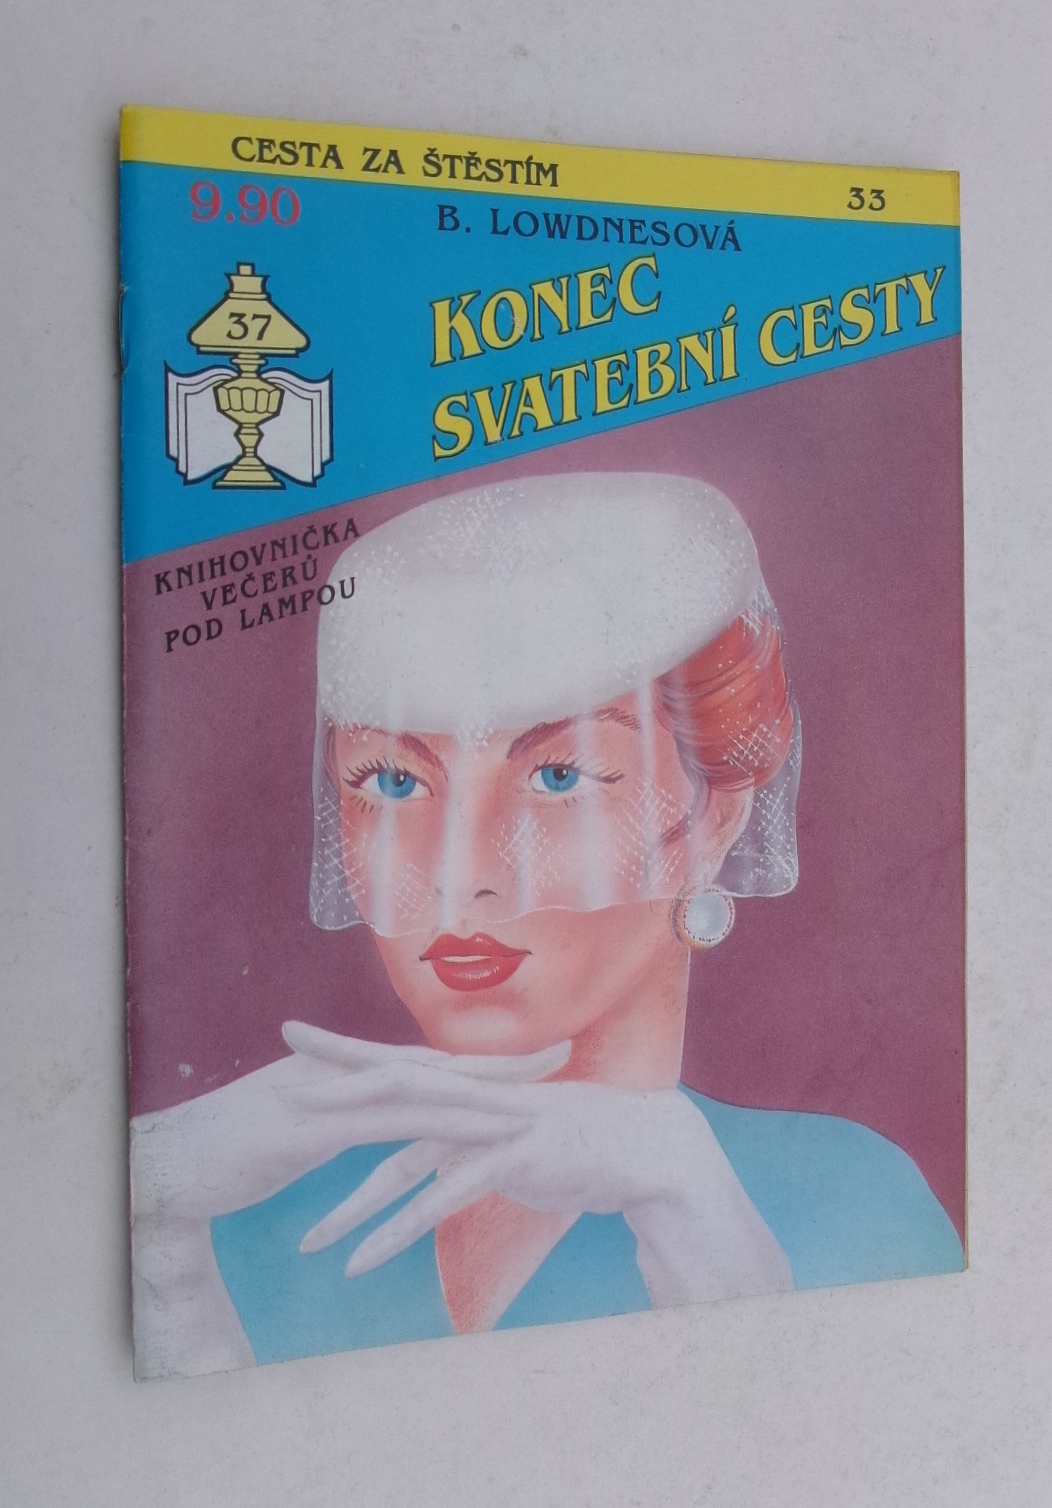 CESTA ZA ŠTĚSTÍM
33
9.90
B. LOWDNESOVÁ
KONEC
SVATEBNÍ CESTY
37
KNIHOVNIČKA
VEČERŮ
POD LAMPOU